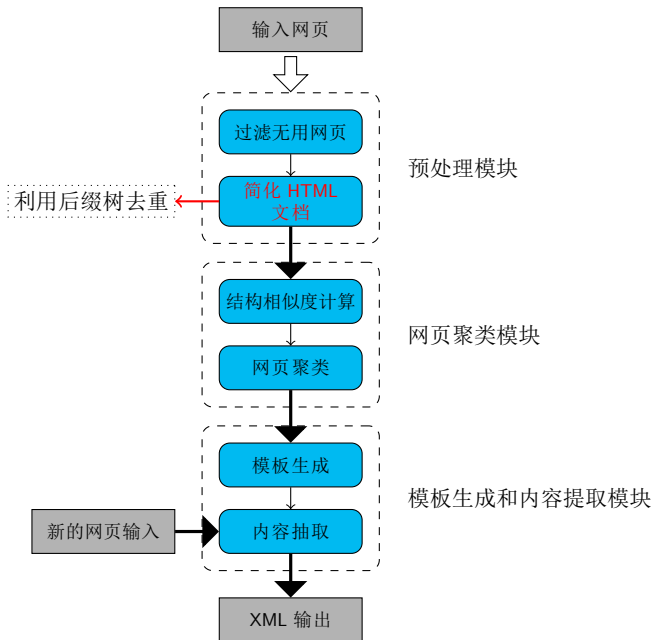 输入网页
过滤无用网页
预处理模块
简化 HTML
文档
利用后缀树去重
结构相似度计算
网页聚类模块
网页聚类
模板生成
模板生成和内容提取模块
新的网页输入
内容抽取
XML 输出